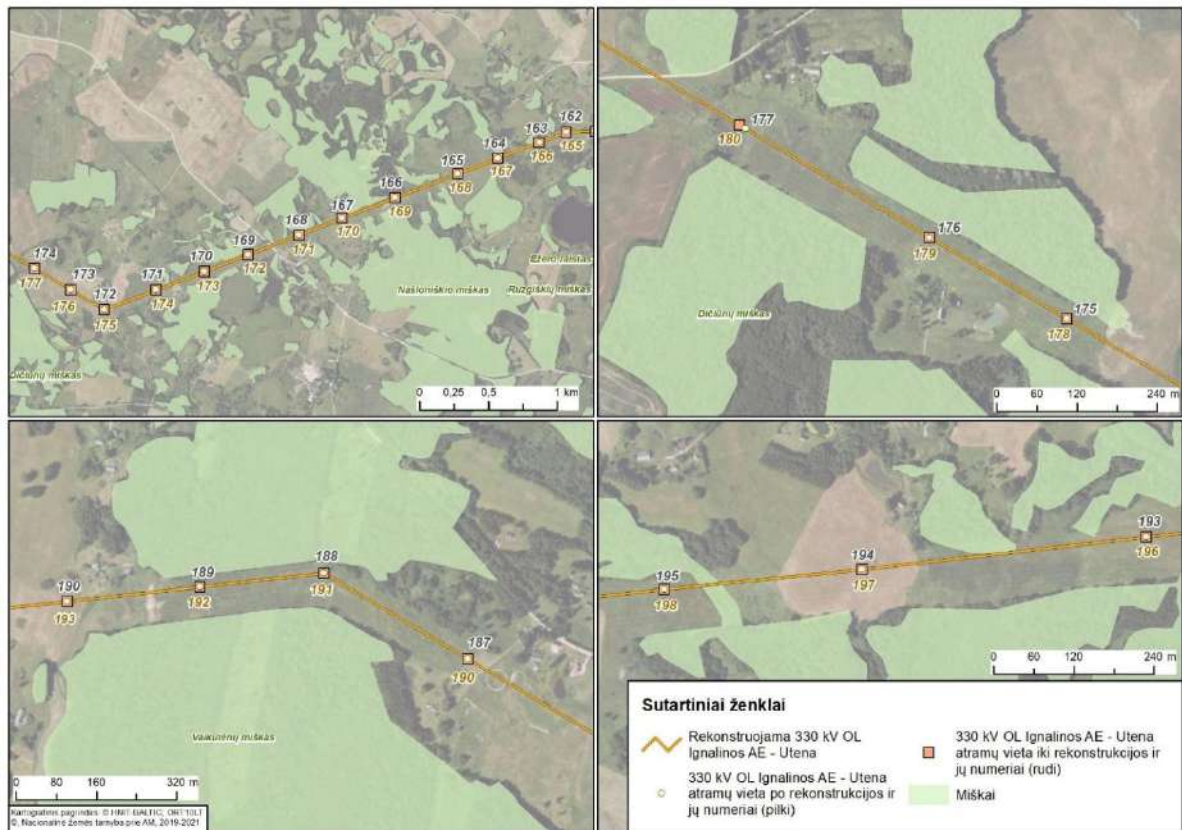 162
163
165
164
166
165
167
166
168
167
169
168
170
169
171
170
172
171
173
174
174
173
172
177
176
175
Ežero raistas
Našloniškio miškas
Ruzgiškių miškas
Dičiūnų miškas
0 0,25 0,5 1 km
177
180
176
179
175
178
Dičiūnų miškas
0 60 120 240 m
188
189
191
190
192
193
187
190
Vaikutėnų miškas
0 80 160 320 m
Kartografinis pagrindas: © HNIT-BALTIC, ORT10LT
©, Nacionalinė žemės tarnyba prie AM, 2019-2021
193
196
194
197
195
198
0 60 120 240 m
Sutartiniai ženklai
Rekonstruojama 330 kV OL
Ignalinos AE - Utena
330 kV OL Ignalinos AE - Utena
atramų vieta po rekonstrukcijos ir
jų numeriai (pilki)
330 kV OL Ignalinos AE - Utena
atramų vieta iki rekonstrukcijos ir
jų numeriai (rudi)
Miškai